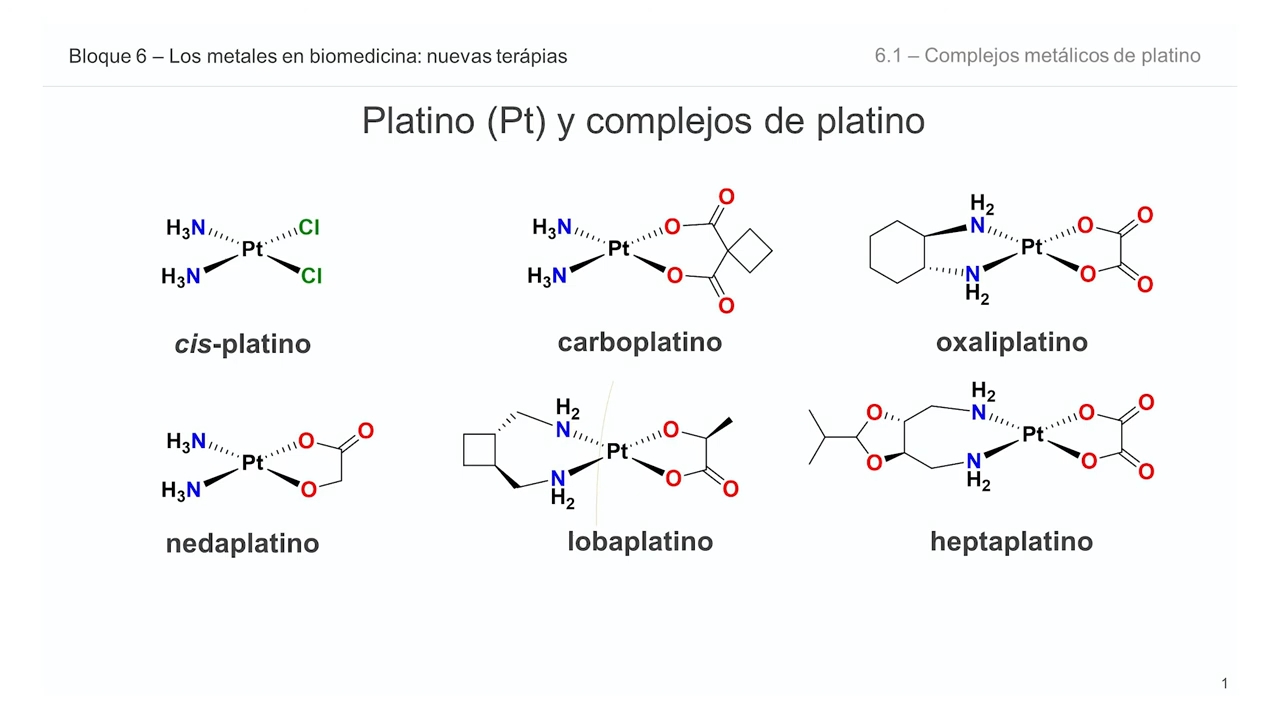 Bloque 6 – Los metales en biomedicina: nuevas terápias
6.1 – Complejos metálicos de platino
Platino (Pt) y complejos de platino
H3N
Cl
Pt
H3N
Cl
cis-platino
O
H3N
O
Pt
H3N
O
O
carboplatino
H2
N
O
O
Pt
N
O
O
H2
oxaliplatino
H3N
O
O
Pt
H3N
O
nedaplatino
H2
N
O
Pt
N
O
O
H2
lobaplatino
H2
O
N
O
O
Pt
O
N
O
O
H2
heptaplatino
1